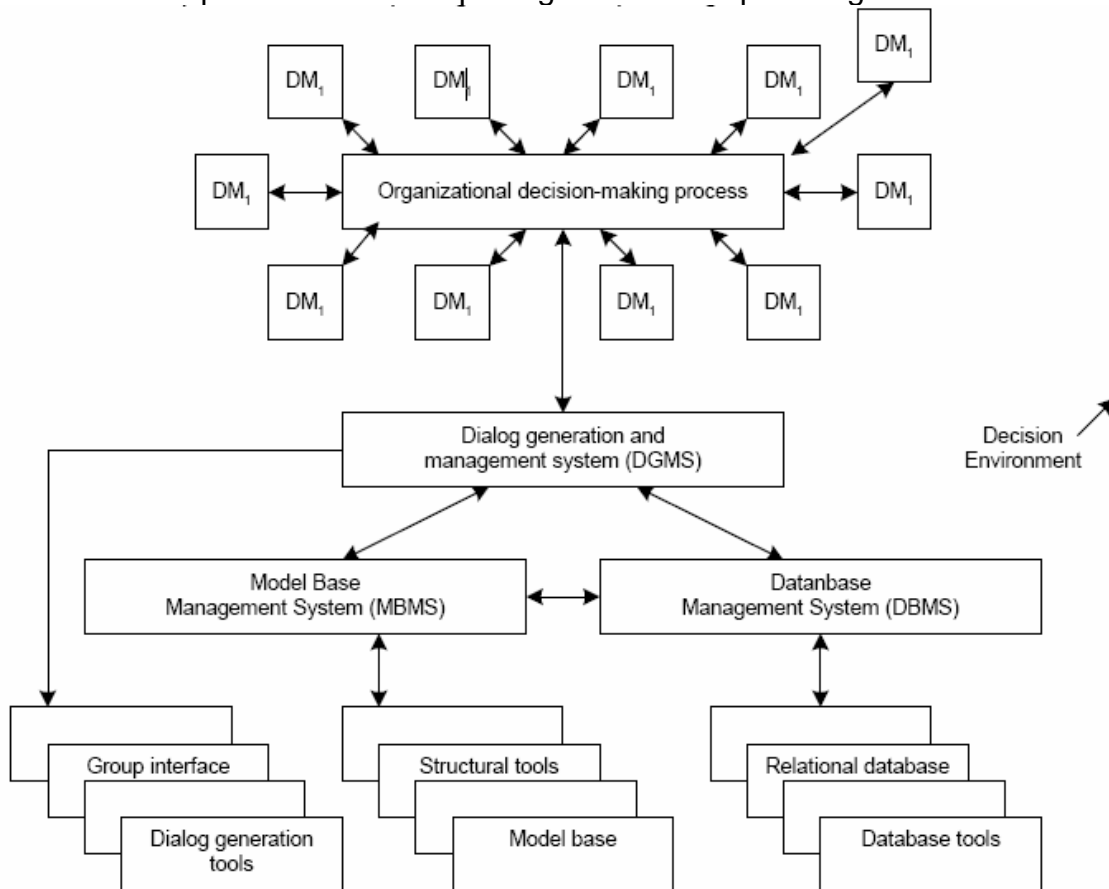 DM₁
DM₁
DM₁
DM₁
DM₁
DM₁
Organizational decision-making process
DM₁
DM₁
DM₁
DM₁
DM₁
Dialog generation and
management system (DGMS)
Decision
Environment
Model Base
Management System (MBMS)
Datanbase
Management System (DBMS)
Group interface
Structural tools
Relational database
Dialog generation
tools
Model base
Database tools